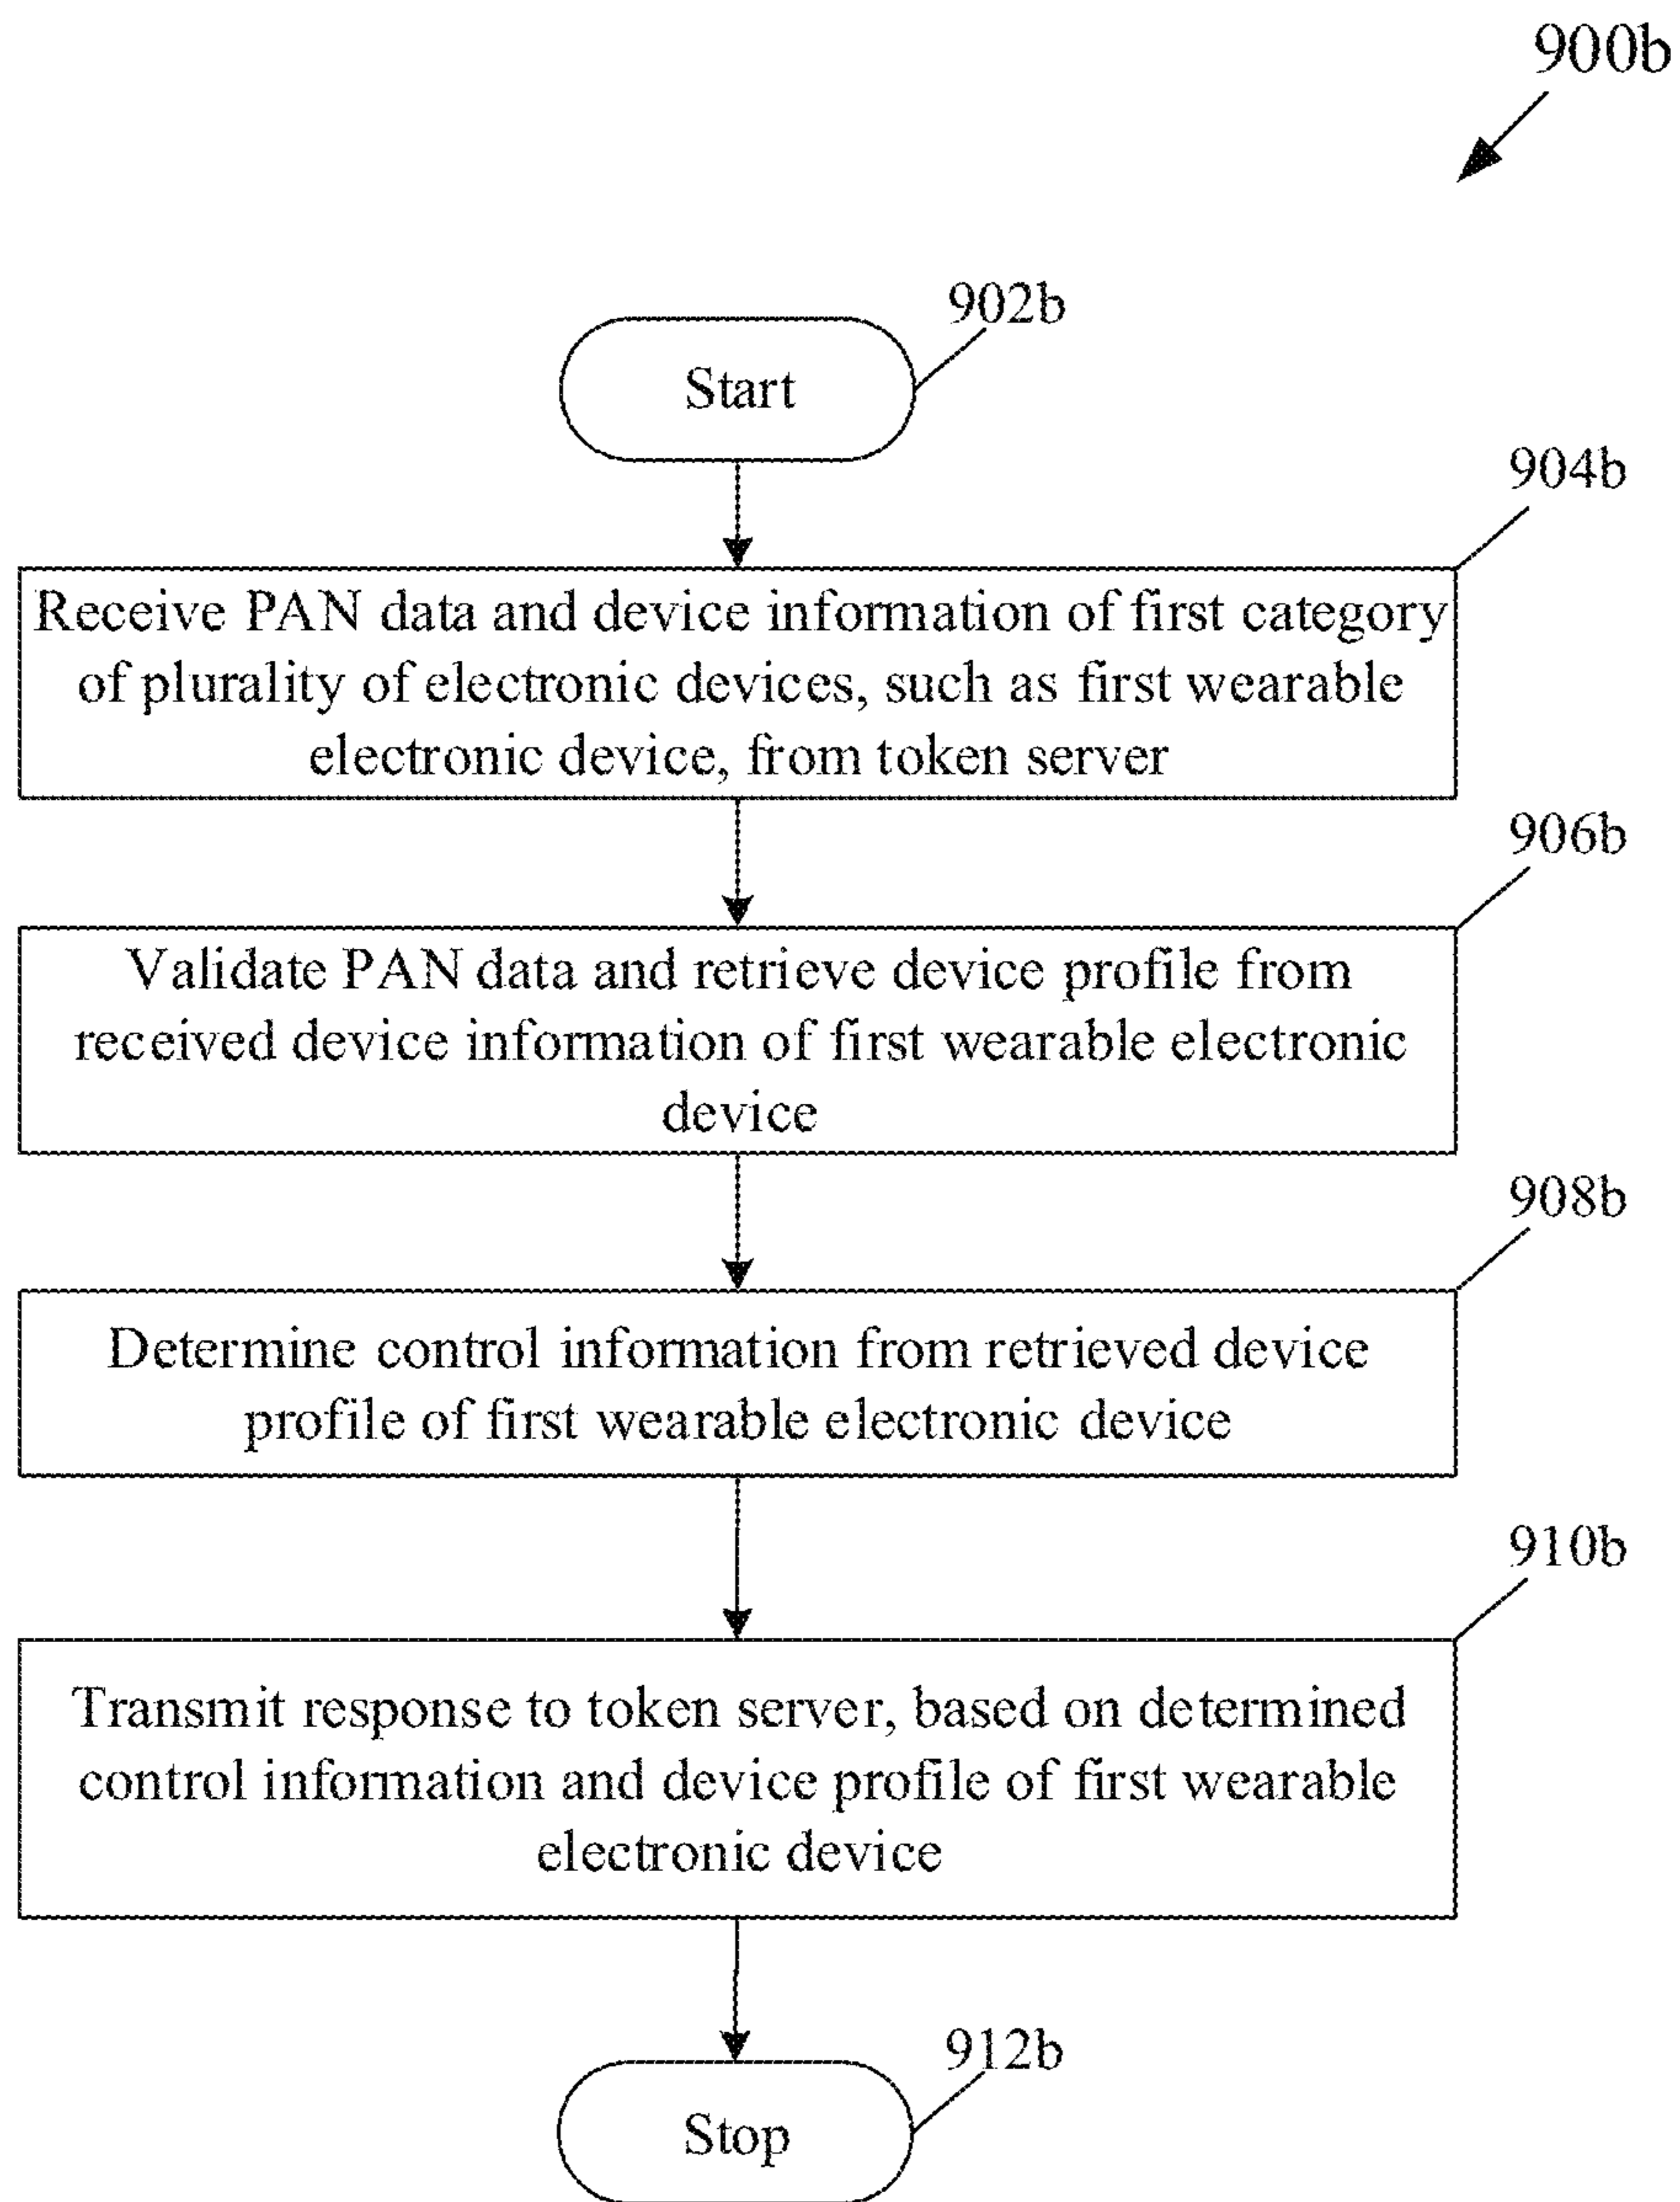 900b
902b
Start
904b
Receive PAN data and device information of first category
of plurality of electronic devices, such as first wearable
electronic device, from token server
906b
Validate PAN data and retrieve device profile from
received device information of first wearable electronic
device
908b
Determine control information from retrieved device
profile of first wearable electronic device
910b
Transmit response to token server, based on determined
control information and device profile of first wearable
electronic device
912b
Stop